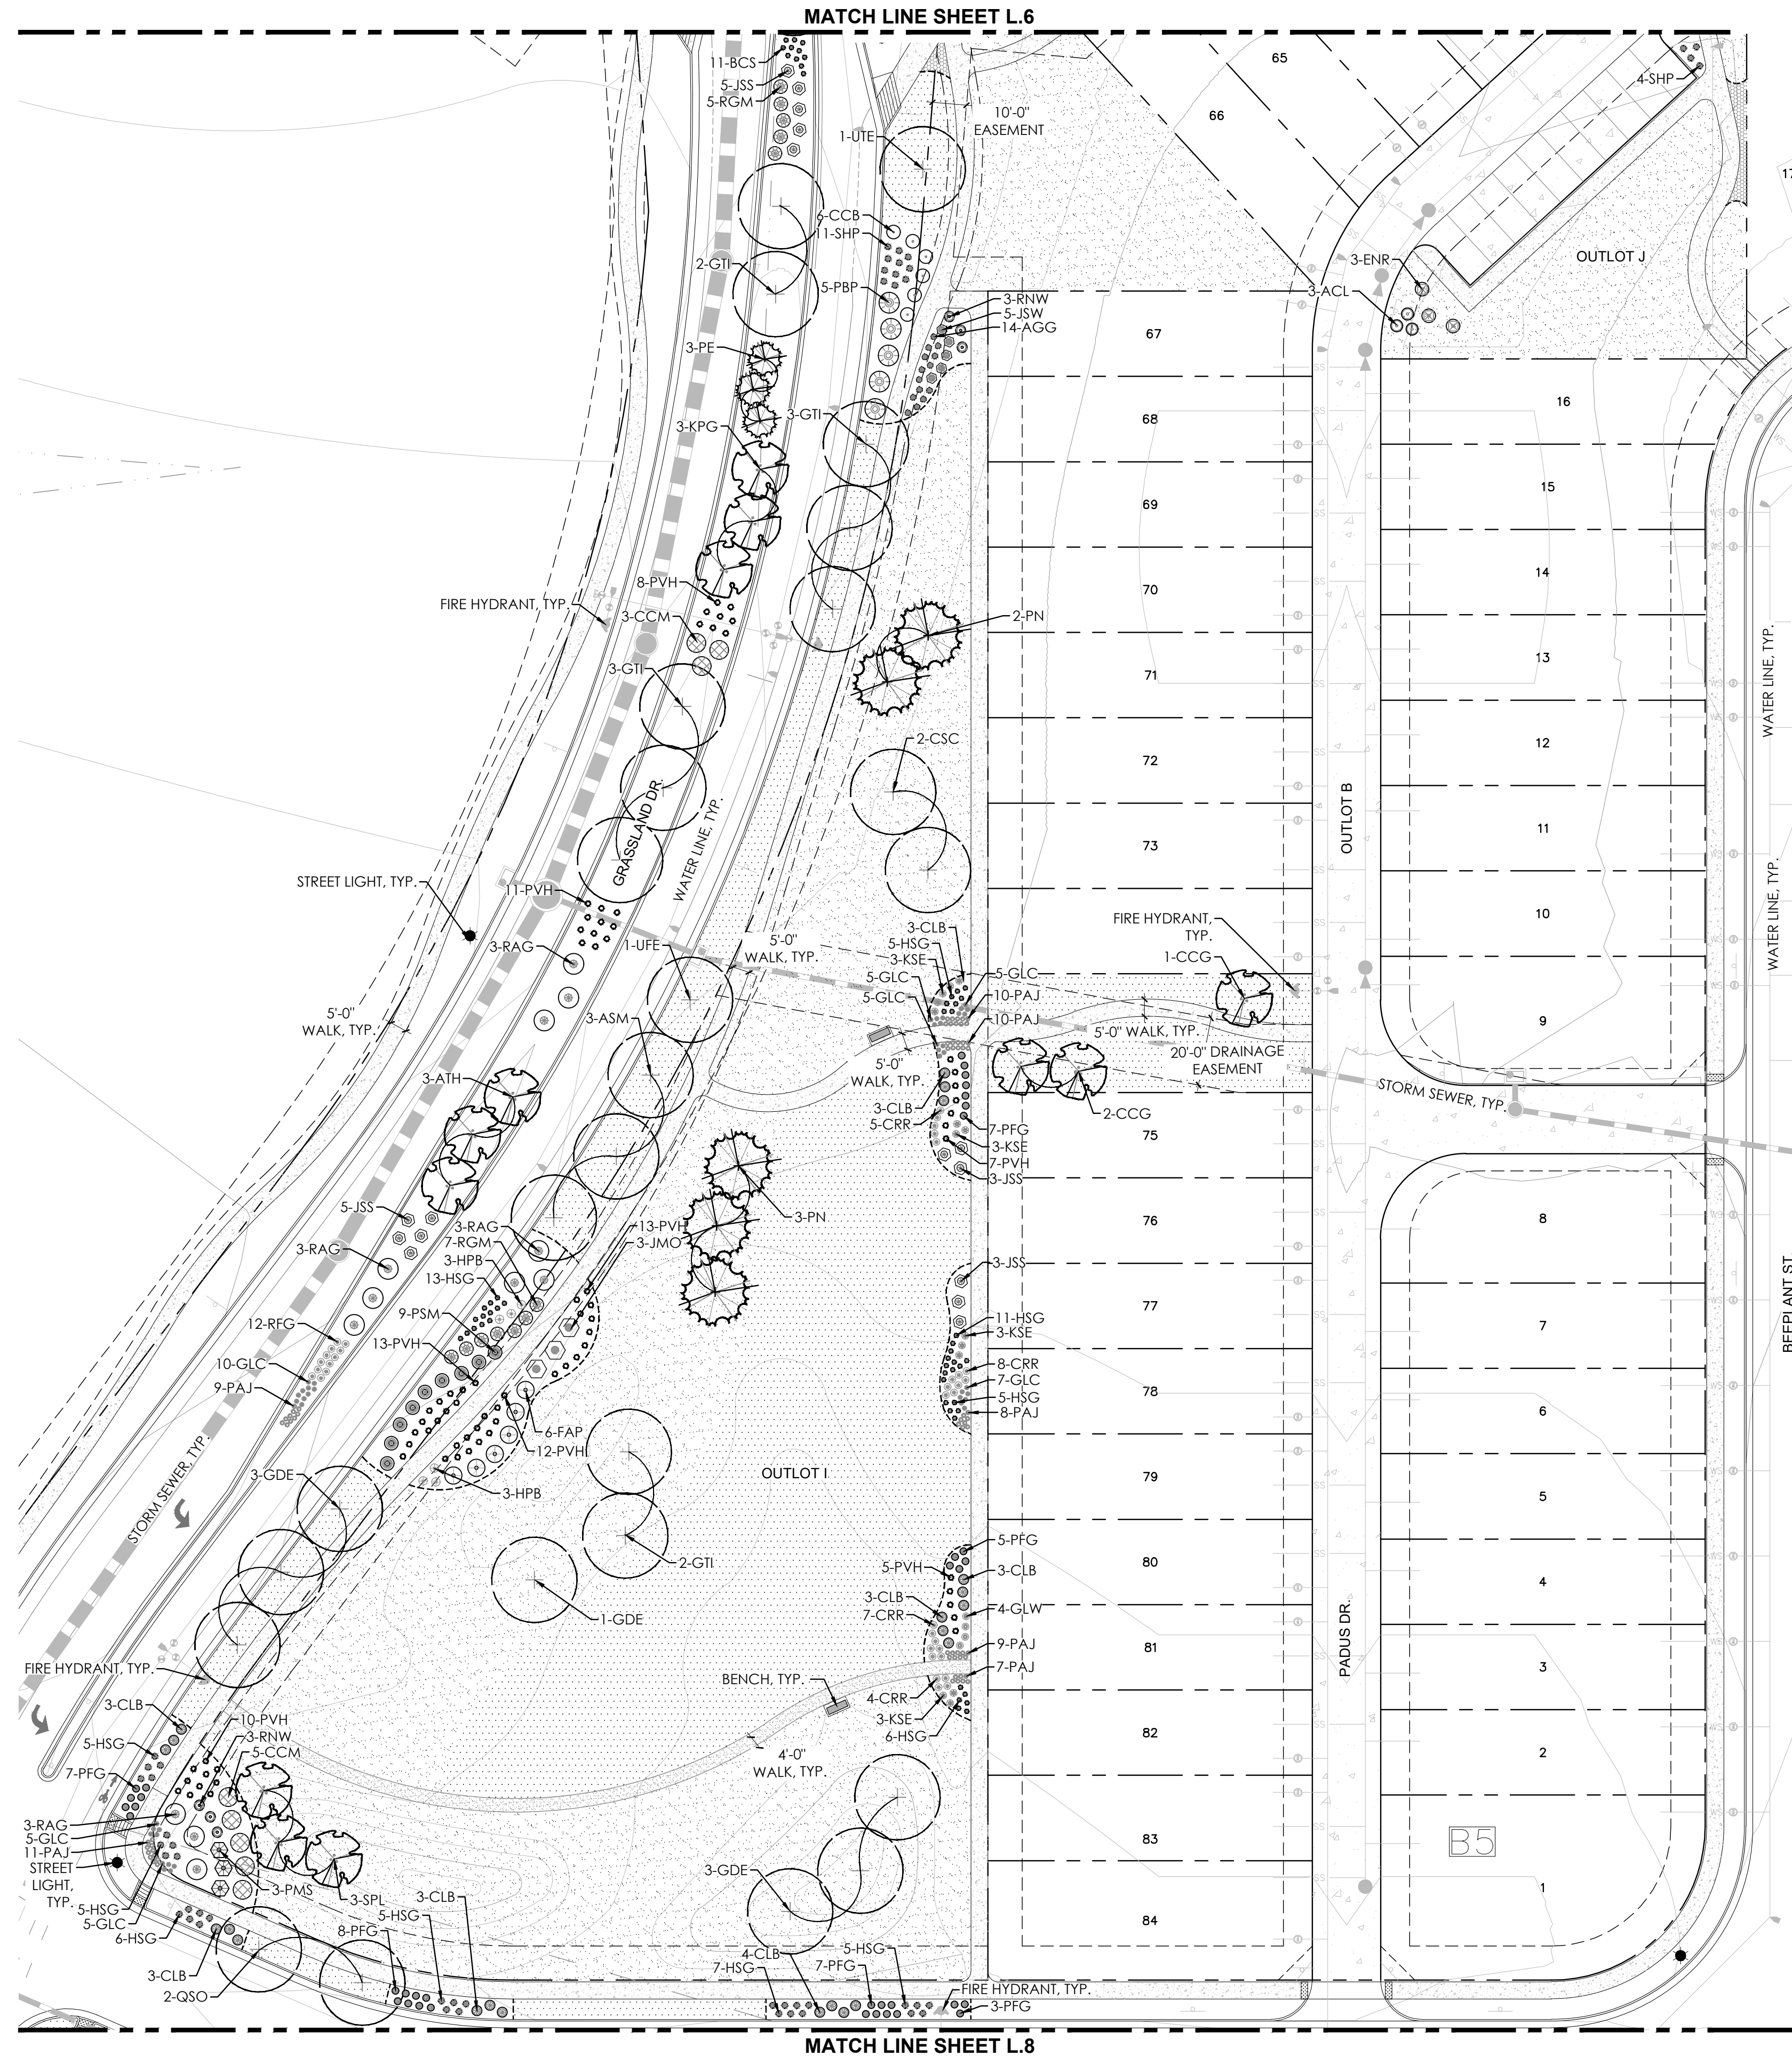 MATCH LINE SHEET L.6
65
11-BCS
4-SHP
5-JSS
5-RGM
10'-0"
EASEMENT
66
1-UTE
6-CCB
11-SHP
OUTLOT J
3-ENR
2-GTI
5-PBP
3-ACL
3-RNW
5-JSW
14-AGG
67
3-PE
16
3-GTI
68
3-KPG
15
69
14
8-PVH
70
FIRE HYDRANT, TYP.
3-CCM
2-PN
13
WATER LINE, TYP.
3-GTI
71
2-CSC
12
72
GRASSLAND DR.
WATER LINE, TYP.
OUTLOT B
11
73
STREET LIGHT, TYP.
11-PVH
10
WATER LINE, TYP.
FIRE HYDRANT,
TYP.
1-CCG
3-CLB
5-HSG
3-KSE
5-GLC
5-GLC
5-GLC
10-PAJ
10-PAJ
3-RAG
1-UFE
5'-0"
WALK, TYP.
5'-0"
WALK, TYP.
3-ASM
5'-0" WALK, TYP.
9
20'-0" DRAINAGE
EASEMENT
5'-0"
WALK, TYP.
3-ATH
STORM SEWER, TYP.
3-CLB
5-CRR
2-CCG
7-PFG
3-KSE
7-PVH
3-JSS
75
5-JSS
3-PN
76
8
3-RAG
7-RGM
3-HPB
13-HSG
13-PVH
3-JMO
3-RAG
3-JSS
77
9-PSM
11-HSG
3-KSE
7
12-RFG
13-PVH
BEEPLANT ST.
10-GLC
9-PAJ
8-CRR
7-GLC
5-HSG
8-PAJ
78
6
6-FAP
12-PVH
STORM SEWER, TYP.
3-GDE
OUTLOT I
79
3-HPB
5
5-PFG
5-PVH
3-CLB
80
2-GTI
4
1-GDE
3-CLB
7-CRR
4-GLW
9-PAJ
7-PAJ
81
PADUS DR.
FIRE HYDRANT, TYP.
BENCH, TYP.
3
4-CRR
3-KSE
6-HSG
3-CLB
10-PVH
3-RNW
5-CCM
82
5-HSG
7-PFG
4'-0"
WALK, TYP.
2
3-RAG
5-GLC
11-PAJ
STREET
LIGHT,
TYP.
83
B5
3-GDE
3-PMS
3-SPL
3-CLB
5-HSG
8-PFG
1
5-HSG
5-GLC
6-HSG
84
3-CLB
2-QSO
4-CLB
7-HSG
5-HSG
7-PFG
FIRE HYDRANT, TYP.
3-PFG
MATCH LINE SHEET L.8